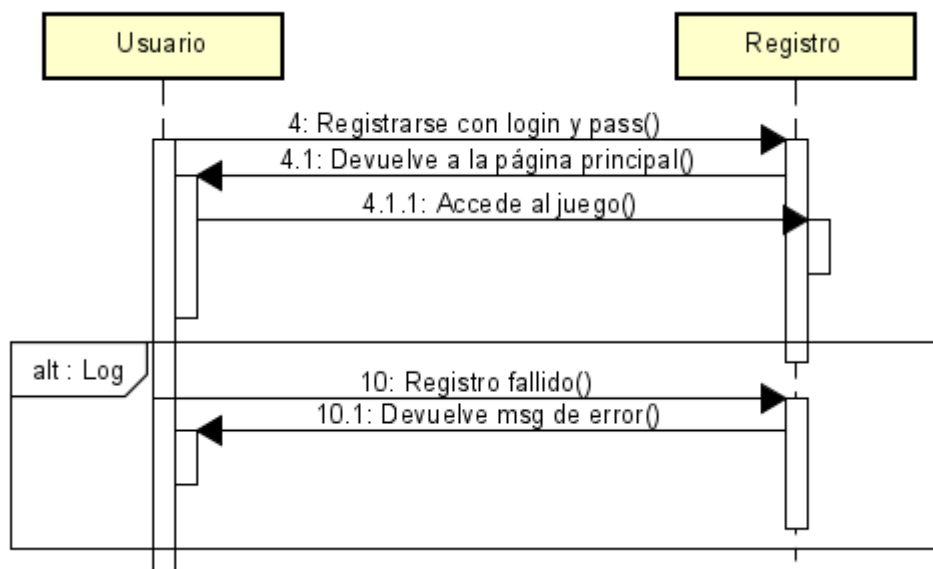 Usuario
Registro
4: Registrarse con login y pass()
4.1: Devuelve a la página principal()
4.1.1: Accede al juego()
alt : Log
10: Registro fallido()
10.1: Devuelve msg de error()